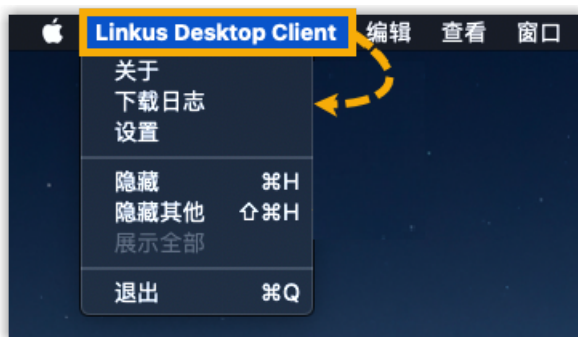 Linkus Desktop Client 编辑 查看 窗口
关于
下载日志
设置
隐藏 ⌘H
隐藏其他 ⇧⌘H
展示全部
退出 ⌘Q